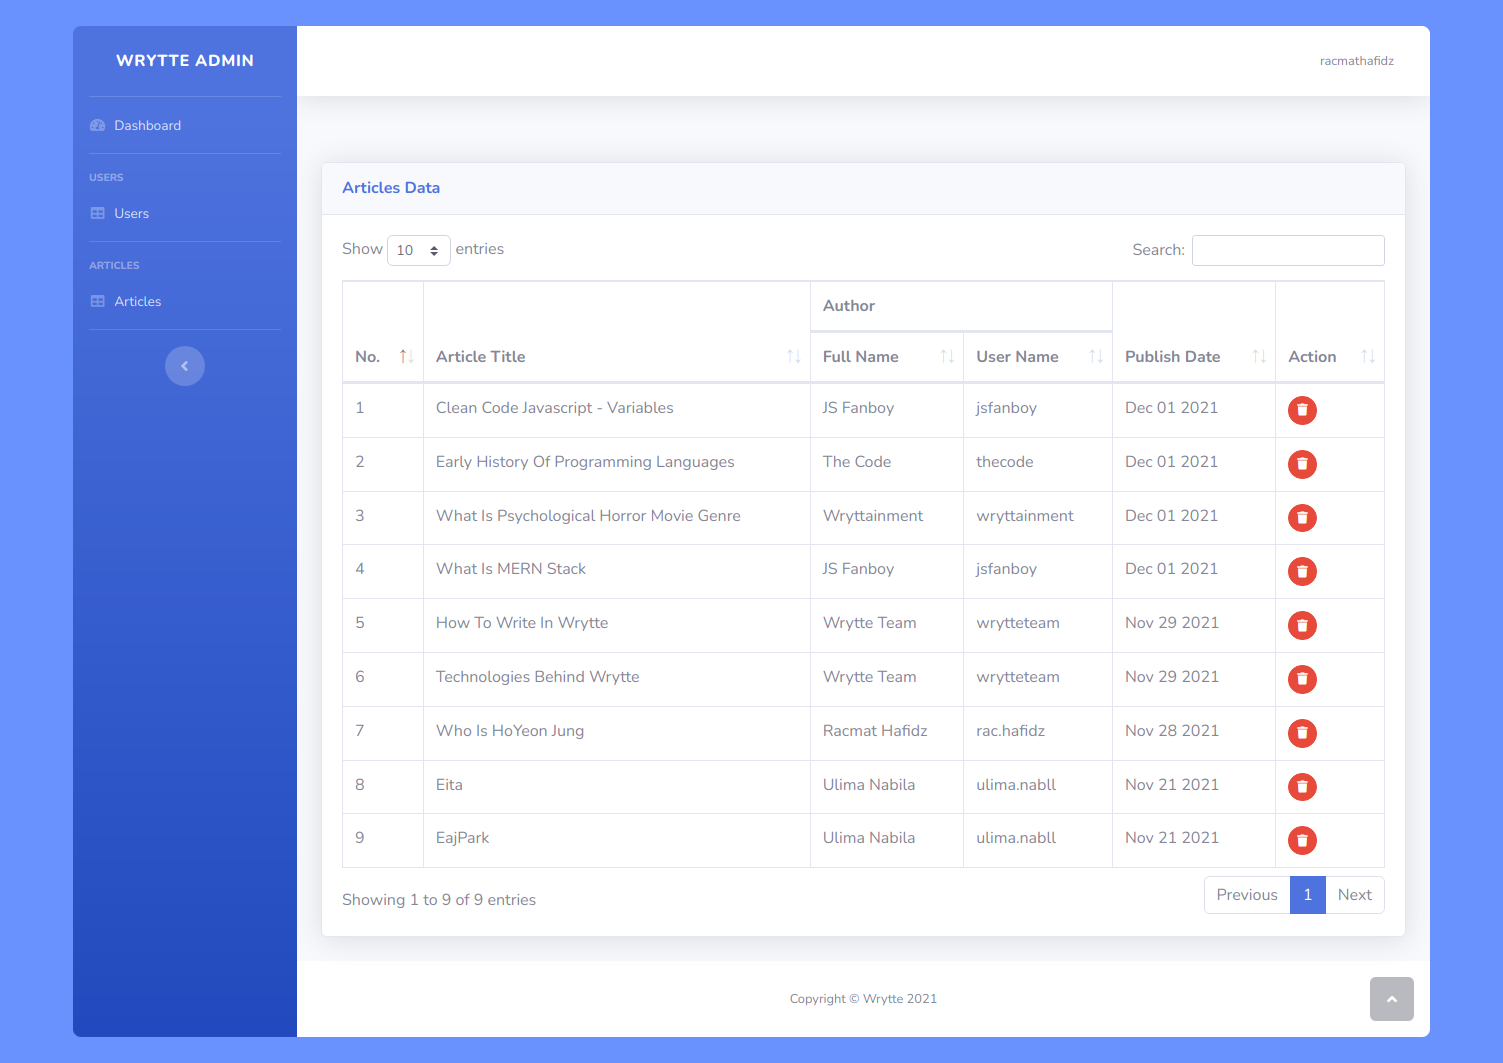 WRYTTE ADMIN
racmathafidz
Dashboard
USERS
Users
ARTICLES
Articles
Articles Data
Show 10 entries
Search:
Author
No. Article Title Full Name User Name Publish Date Action
1 Clean Code Javascript - Variables JS Fanboy jsfanboy Dec 01 2021
2 Early History Of Programming Languages The Code thecode Dec 01 2021
3 What Is Psychological Horror Movie Genre Wryttainment wryttainment Dec 01 2021
4 What Is MERN Stack JS Fanboy jsfanboy Dec 01 2021
5 How To Write In Wrytte Wrytte Team wrytteteam Nov 29 2021
6 Technologies Behind Wrytte Wrytte Team wrytteteam Nov 29 2021
7 Who Is HoYeon Jung Racmat Hafidz rac.hafidz Nov 28 2021
8 Eita Ulima Nabila ulima.nabll Nov 21 2021
9 EajPark Ulima Nabila ulima.nabll Nov 21 2021
Showing 1 to 9 of 9 entries
Previous 1 Next
Copyright © Wrytte 2021